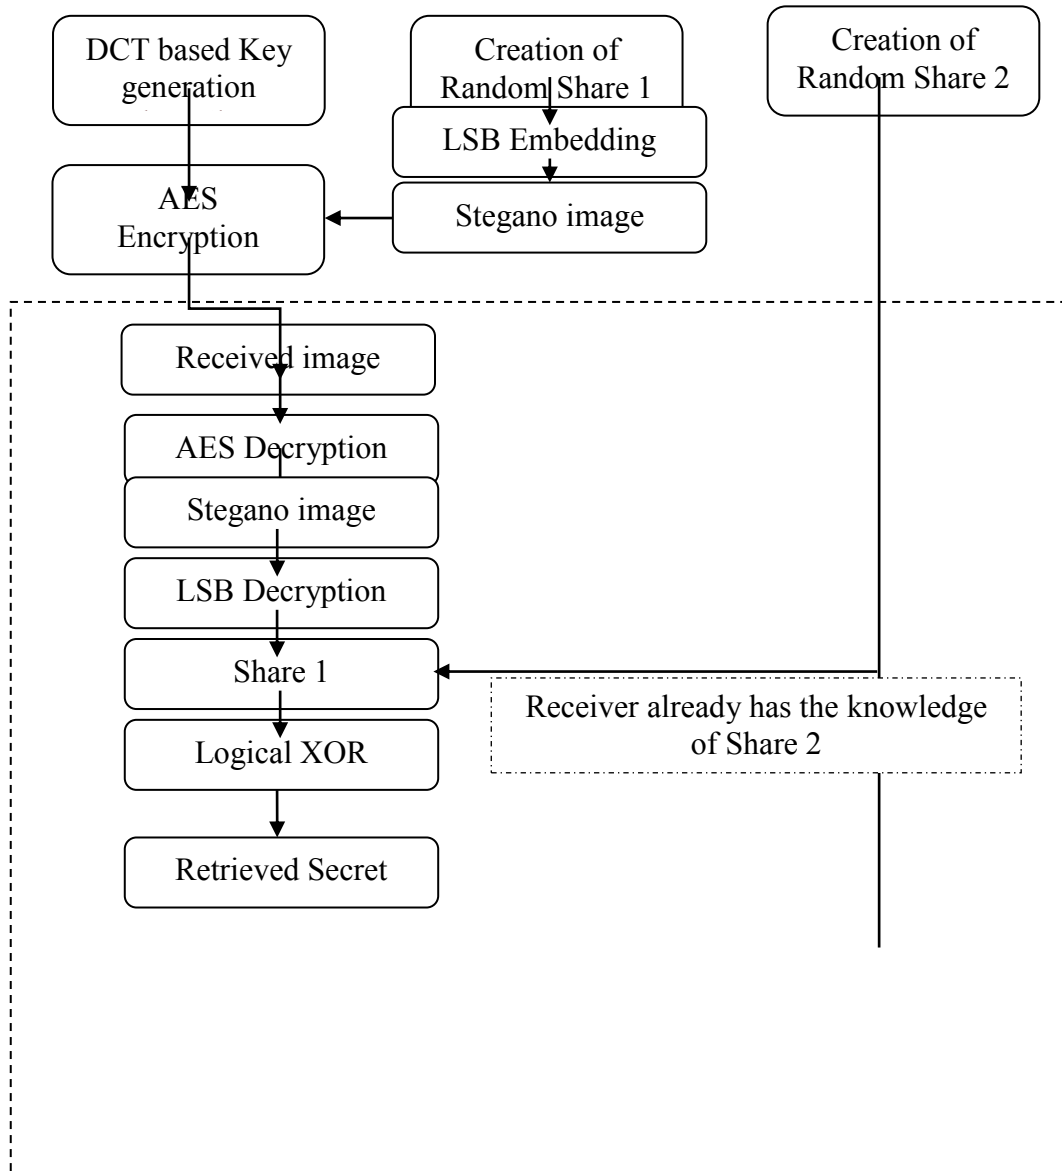 DCT based Key
generation
Creation of
Random Share 1
Creation of
Random Share 2
LSB Embedding
AES
Encryption
Stegano image
Received image
AES Decryption
Stegano image
LSB Decryption
Share 1
Receiver already has the knowledge
of Share 2
Logical XOR
Retrieved Secret